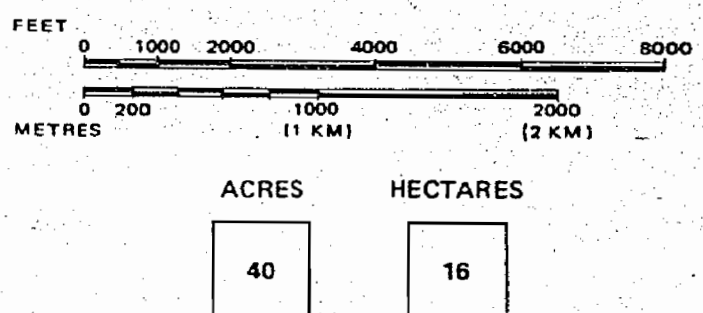 FEET
0 1000 2000 4000 6000 8000
0 200 1000 2000
METRES (1 KM) (2 KM)
ACRES HECTARES
40 16